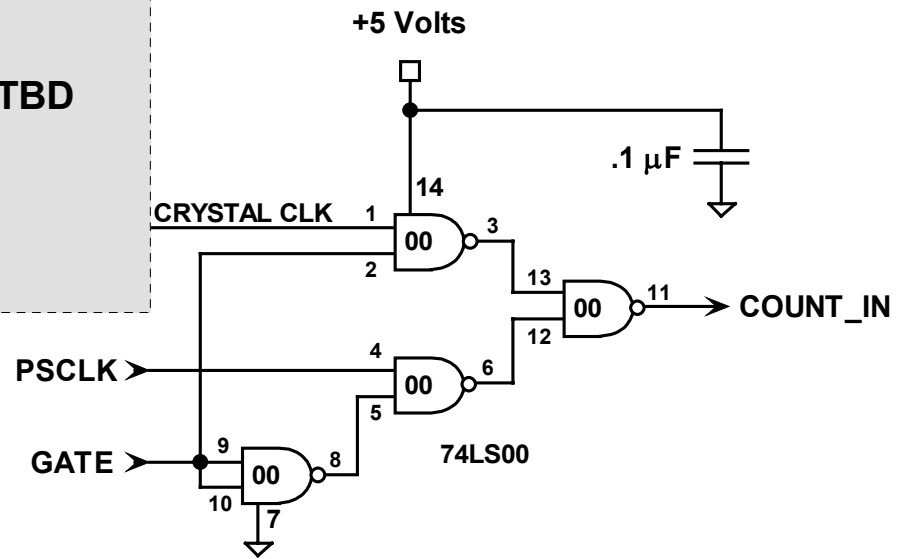 +5 Volts
TBD
.1 µF
14
CRYSTAL CLK
1
3
00
2
13
11
00
COUNT_IN
12
PSCLK
4
6
00
5
GATE
9
8
74LS00
00
10
7